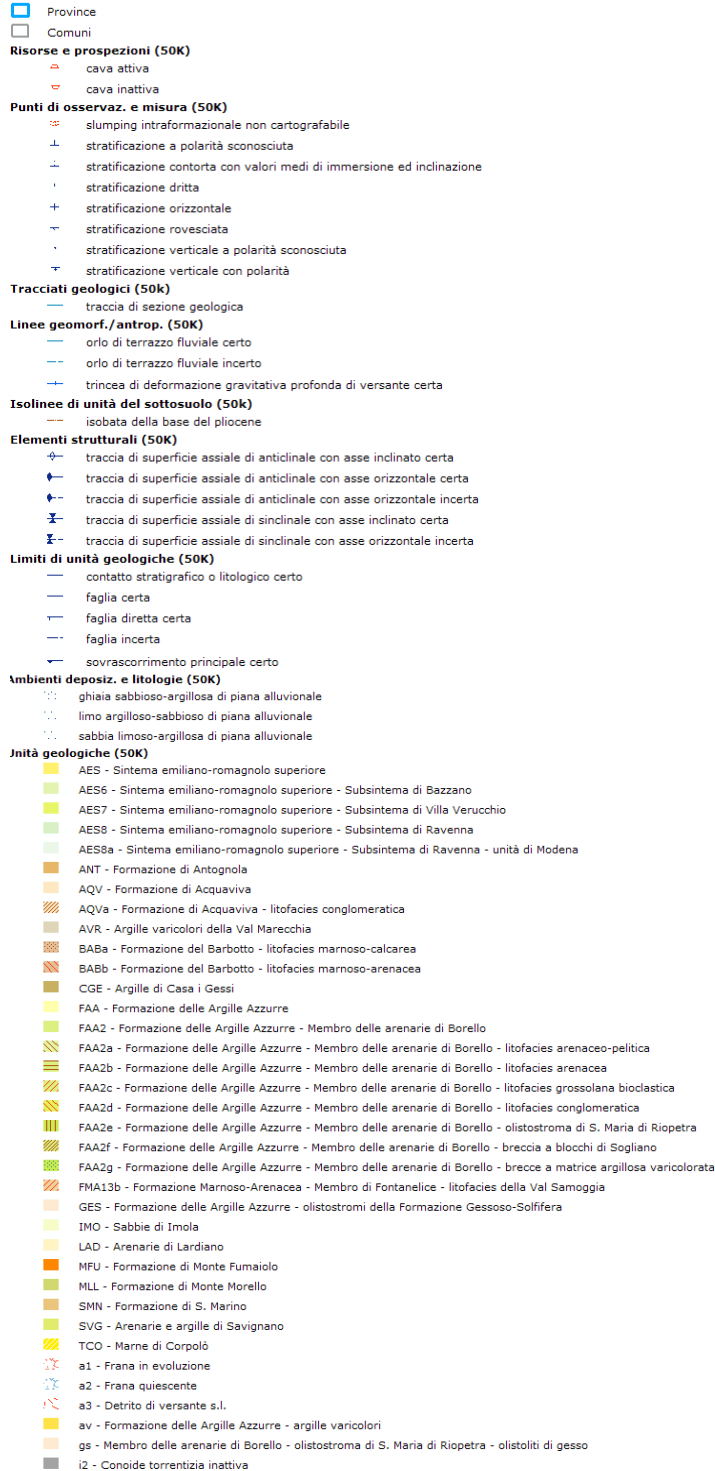 Province
Comuni
Risorse e prospezioni (50K)
cava attiva
cava inattiva
Punti di osservaz. e misura (50K)
slumping intraformazionale non cartografabile
stratificazione a polarità sconosciuta
stratificazione contorta con valori medi di immersione ed inclinazione
stratificazione dritta
stratificazione orizzontale
stratificazione rovesciata
stratificazione verticale a polarità sconosciuta
stratificazione verticale con polarità
Tracciati geologici (50k)
traccia di sezione geologica
Linee geomorf./antrop. (50K)
orlo di terrazzo fluviale certo
orlo di terrazzo fluviale incerto
trincea di deformazione gravitativa profonda di versante certa
Isolinee di unità del sottosuolo (50k)
isobata della base del pliocene
Elementi strutturali (50K)
traccia di superficie assiale di anticlinale con asse inclinato certa
traccia di superficie assiale di anticlinale con asse orizzontale certa
traccia di superficie assiale di anticlinale con asse orizzontale incerta
traccia di superficie assiale di sinclinale con asse inclinato certa
traccia di superficie assiale di sinclinale con asse orizzontale incerta
Limiti di unità geologiche (50K)
contatto stratigrafico o litologico certo
faglia certa
faglia diretta certa
faglia incerta
sovrascorrimento principale certo
Ambienti deposiz. e litologie (50K)
ghiaia sabbioso-argillosa di piana alluvionale
limo argilloso-sabbioso di piana alluvionale
sabbia limoso-argillosa di piana alluvionale
Unità geologiche (50K)
AES - Sintema emiliano-romagnolo superiore
AES6 - Sintema emiliano-romagnolo superiore - Subsintema di Bazzano
AES7 - Sintema emiliano-romagnolo superiore - Subsintema di Villa Verucchio
AES8 - Sintema emiliano-romagnolo superiore - Subsintema di Ravenna
AES8a - Sintema emiliano-romagnolo superiore - Subsintema di Ravenna - unità di Modena
ANT - Formazione di Antognola
AQV - Formazione di Acquaviva
AQVa - Formazione di Acquaviva - litofacies conglomeratica
AVR - Argille varicolori della Val Marecchia
BABa - Formazione del Barbotto - litofacies marnoso-calcarea
BABb - Formazione del Barbotto - litofacies marnoso-arenacea
CGE - Argille di Casa i Gessi
FAA - Formazione delle Argille Azzurre
FAA2 - Formazione delle Argille Azzurre - Membro delle arenarie di Borello
FAA2a - Formazione delle Argille Azzurre - Membro delle arenarie di Borello - litofacies arenaceo-pelitica
FAA2b - Formazione delle Argille Azzurre - Membro delle arenarie di Borello - litofacies arenacea
FAA2c - Formazione delle Argille Azzurre - Membro delle arenarie di Borello - litofacies grossolana bioclastica
FAA2d - Formazione delle Argille Azzurre - Membro delle arenarie di Borello - litofacies conglomeratica
FAA2e - Formazione delle Argille Azzurre - Membro delle arenarie di Borello - olistostroma di S. Maria di Riopetra
FAA2f - Formazione delle Argille Azzurre - Membro delle arenarie di Borello - breccia a blocchi di Sogliano
FAA2g - Formazione delle Argille Azzurre - Membro delle arenarie di Borello - brecce a matrice argillosa varicolorata
FMA13b - Formazione Marnoso-Arenacea - Membro di Fontanelice - litofacies della Val Samoggia
GES - Formazione delle Argille Azzurre - olistostromi della Formazione Gessoso-Solfifera
IMO - Sabbie di Imola
LAD - Arenarie di Lardiano
MFU - Formazione di Monte Fumaiolo
MLL - Formazione di Monte Morello
SMN - Formazione di S. Marino
SVG - Arenarie e argille di Savignano
TCO - Marne di Corpolò
a1 - Frana in evoluzione
a2 - Frana quiescente
a3 - Detrito di versante s.l.
av - Formazione delle Argille Azzurre - argille varicolori
gs - Membro delle arenarie di Borello - olistostroma di S. Maria di Riopetra - olistoliti di gesso
i2 - Conoide torrentizia inattiva